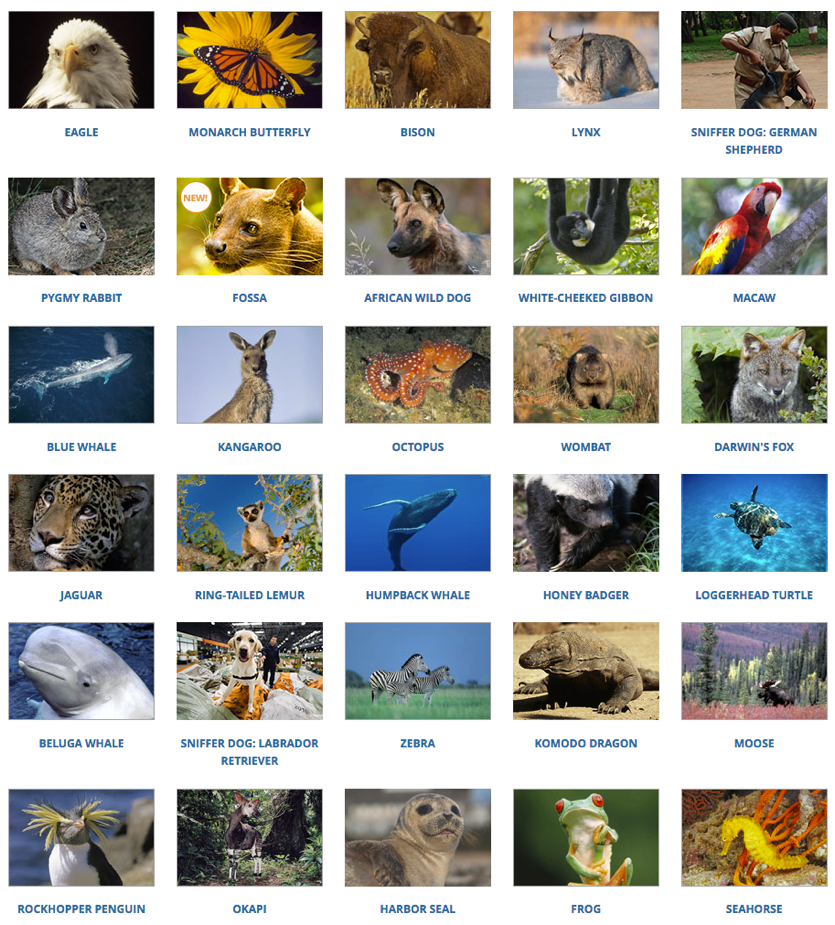 EAGLE
MONARCH BUTTERFLY
BISON
LYNX
SNIFFER DOG: GERMAN
SHEPHERD
NEW!
PYGMY RABBIT
FOSSA
AFRICAN WILD DOG
WHITE-CHEEKED GIBBON
MACAW
BLUE WHALE
KANGAROO
OCTOPUS
WOMBAT
DARWIN'S FOX
JAGUAR
RING-TAILED LEMUR
HUMPBACK WHALE
HONEY BADGER
LOGGERHEAD TURTLE
BELUGA WHALE
SNIFFER DOG: LABRADOR
RETRIEVER
ZEBRA
KOMODO DRAGON
MOOSE
ROCKHOPPER PENGUIN
OKAPI
HARBOR SEAL
FROG
SEAHORSE